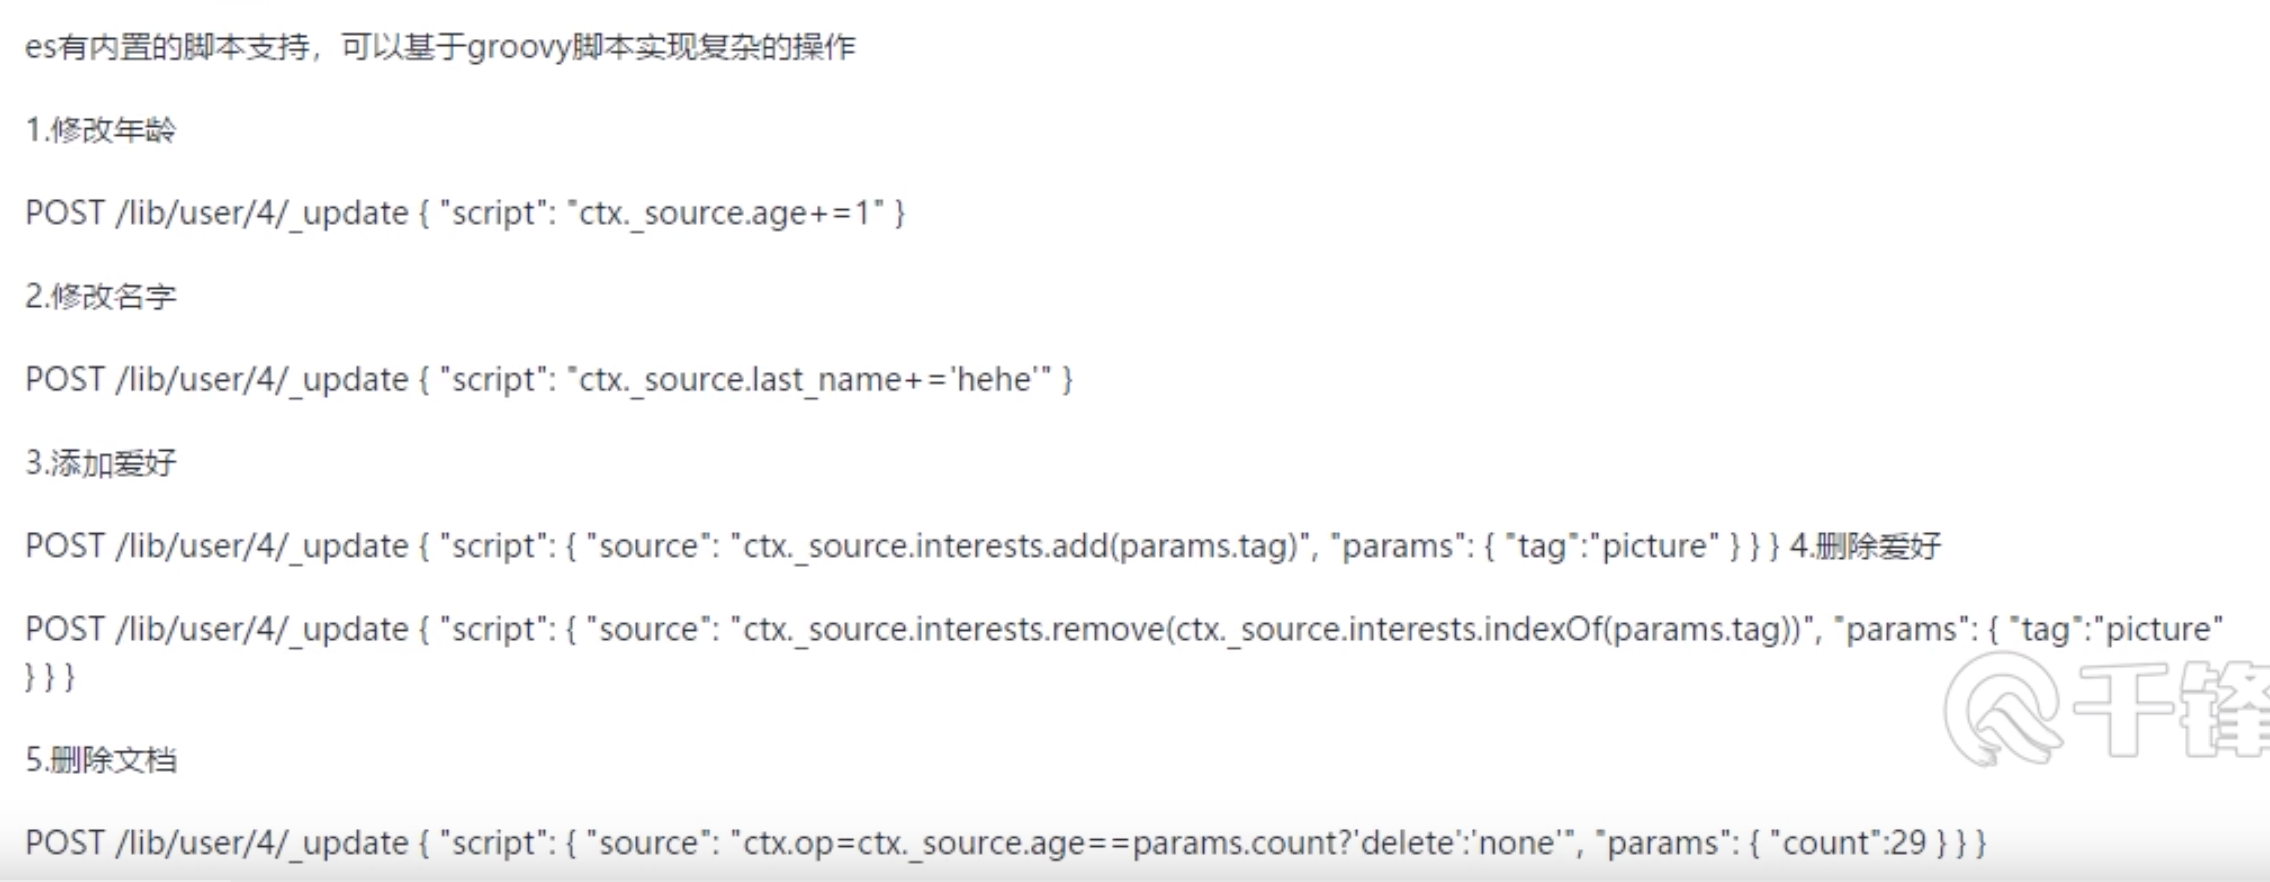 es有内置的脚本支持，可以基于groovy脚本实现复杂的操作
1.修改年龄
POST /lib/user/4/_update { "script": "ctx._source.age+=1" }
2.修改名字
POST /lib/user/4/_update { "script": "ctx._source.last_name+='hehe'" }
3.添加爱好
POST /lib/user/4/_update { "script": { "source": "ctx._source.interests.add(params.tag)", "params": { "tag":"picture" } } } 4.删除爱好
POST /lib/user/4/_update { "script": { "source": "ctx._source.interests.remove(ctx._source.interests.indexOf(params.tag))", "params": { "tag":"picture"
} } }
千锋
5.删除文档
POST /lib/user/4/_update { "script": { "source": "ctx.op=ctx._source.age==params.count?'delete':'none'", "params": { "count":29 } } }